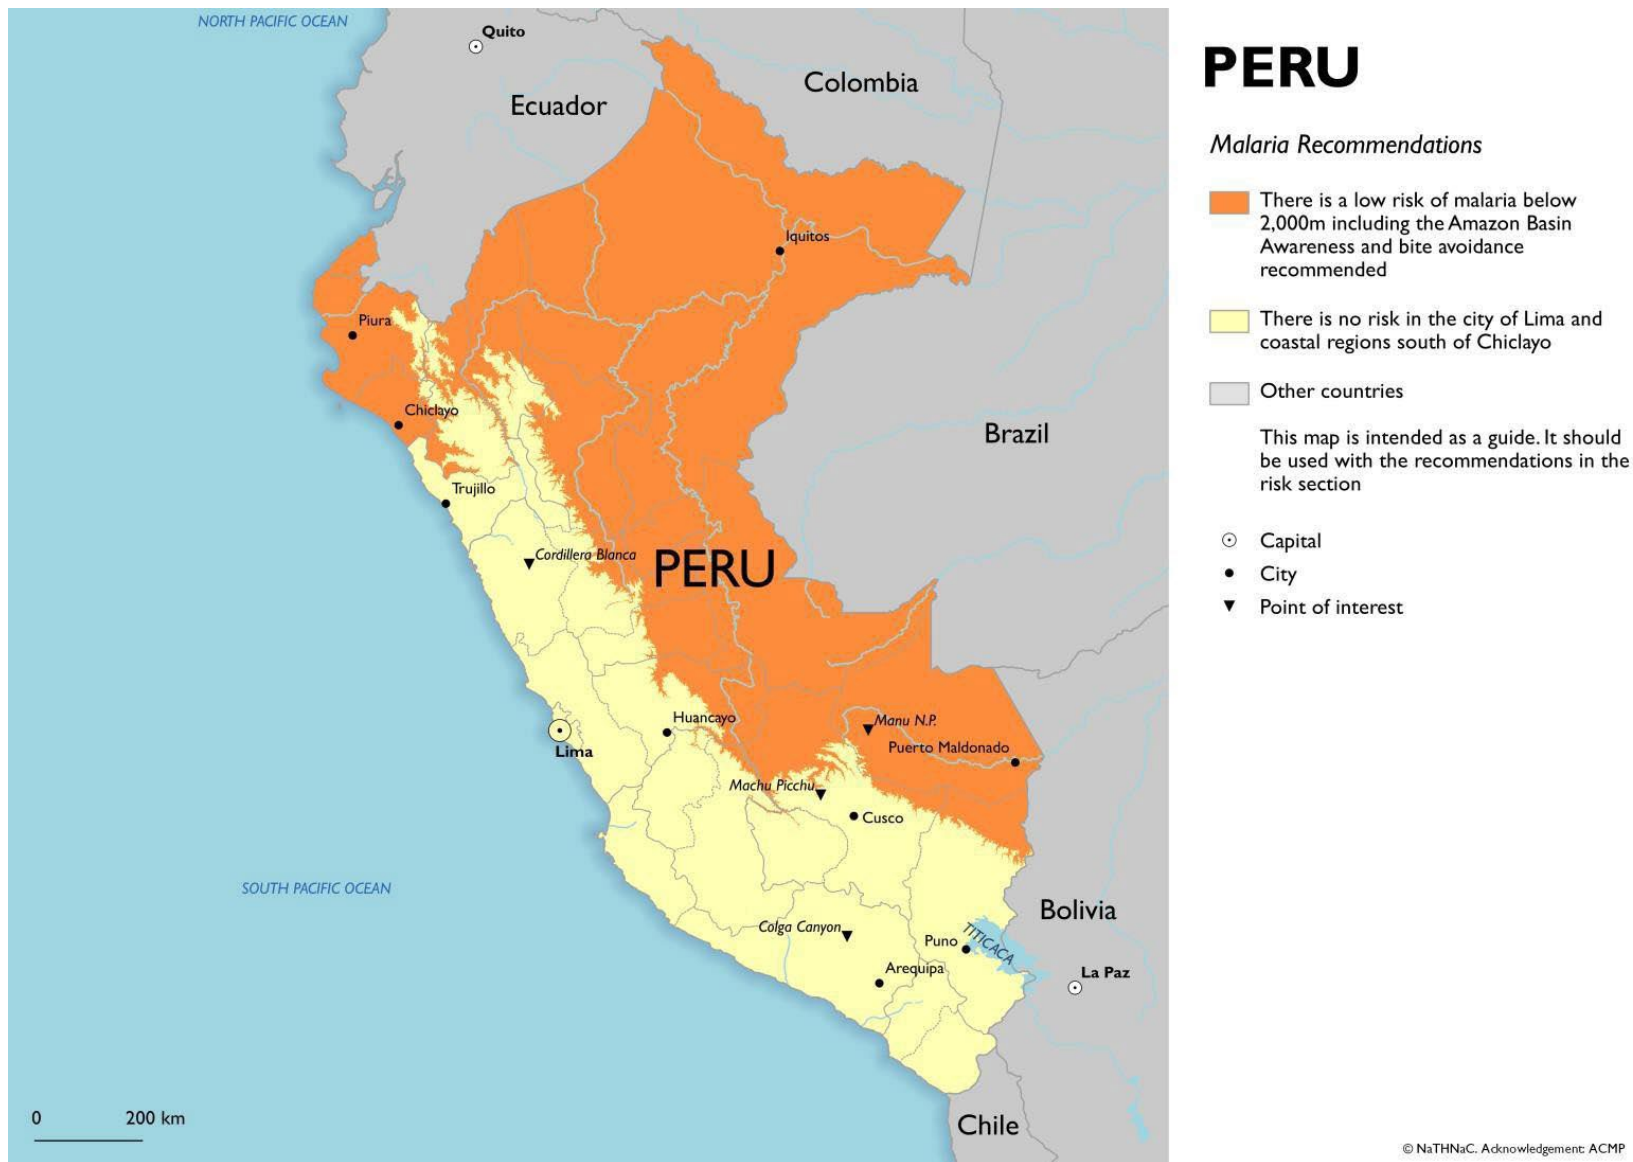 NORTH PACIFIC OCEAN
Quito
Ecuador
Colombia
Iquitos
Piura
Chiclayo
Brazil
Trujillo
Cordillera Blanca
PERU
Huancayo
Manu N.P.
Puerto Maldonado
Lima
Machu Picchu
Cusco
SOUTH PACIFIC OCEAN
Colga Canyon
Puno
TITICACA
Bolivia
Arequipa
La Paz
Chile
0
200 km
PERU
Malaria Recommendations
There is a low risk of malaria below
2,000m including the Amazon Basin
Awareness and bite avoidance
recommended
There is no risk in the city of Lima and
coastal regions south of Chiclayo
Other countries
This map is intended as a guide. It should
be used with the recommendations in the
risk section
Capital
City
Point of interest
© NaTHNaC. Acknowledgement: ACMP